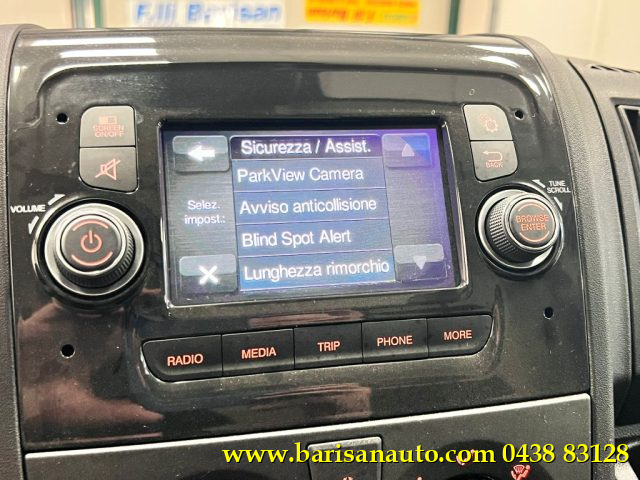 F.lli Barisan
SCREEN
ON/OFF
VOLUME
Sicurezza / Assist.
ParkView Camera
Selez.
impost.:
Avviso anticollisione
Blind Spot Alert
Lunghezza rimorchio
BACK
TUNE
SCROLL
BROWSE
ENTER
RADIO
MEDIA
TRIP
PHONE
MORE
www.barisanauto.com 0438 83128